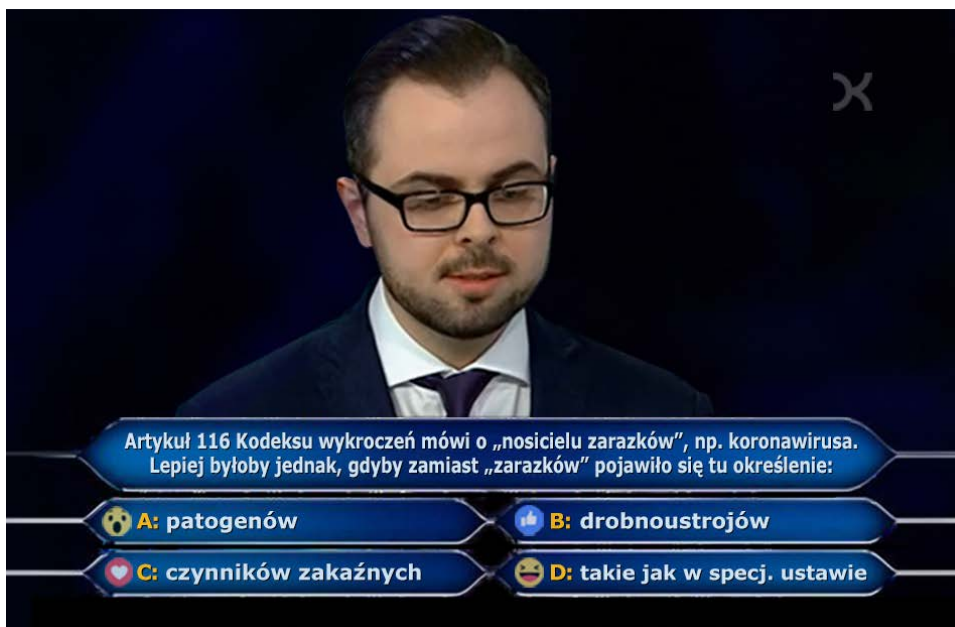 Artykuł 116 Kodeksu wykroczeń mówi o „nosicielu zarazków”, np. koronawirusa.
Lepiej byłoby jednak, gdyby zamiast „zarazków” pojawiło się tu określenie:
A: patogenów
B: drobnoustrojów
C: czynników zakaźnych
D: takie jak w specj. ustawie